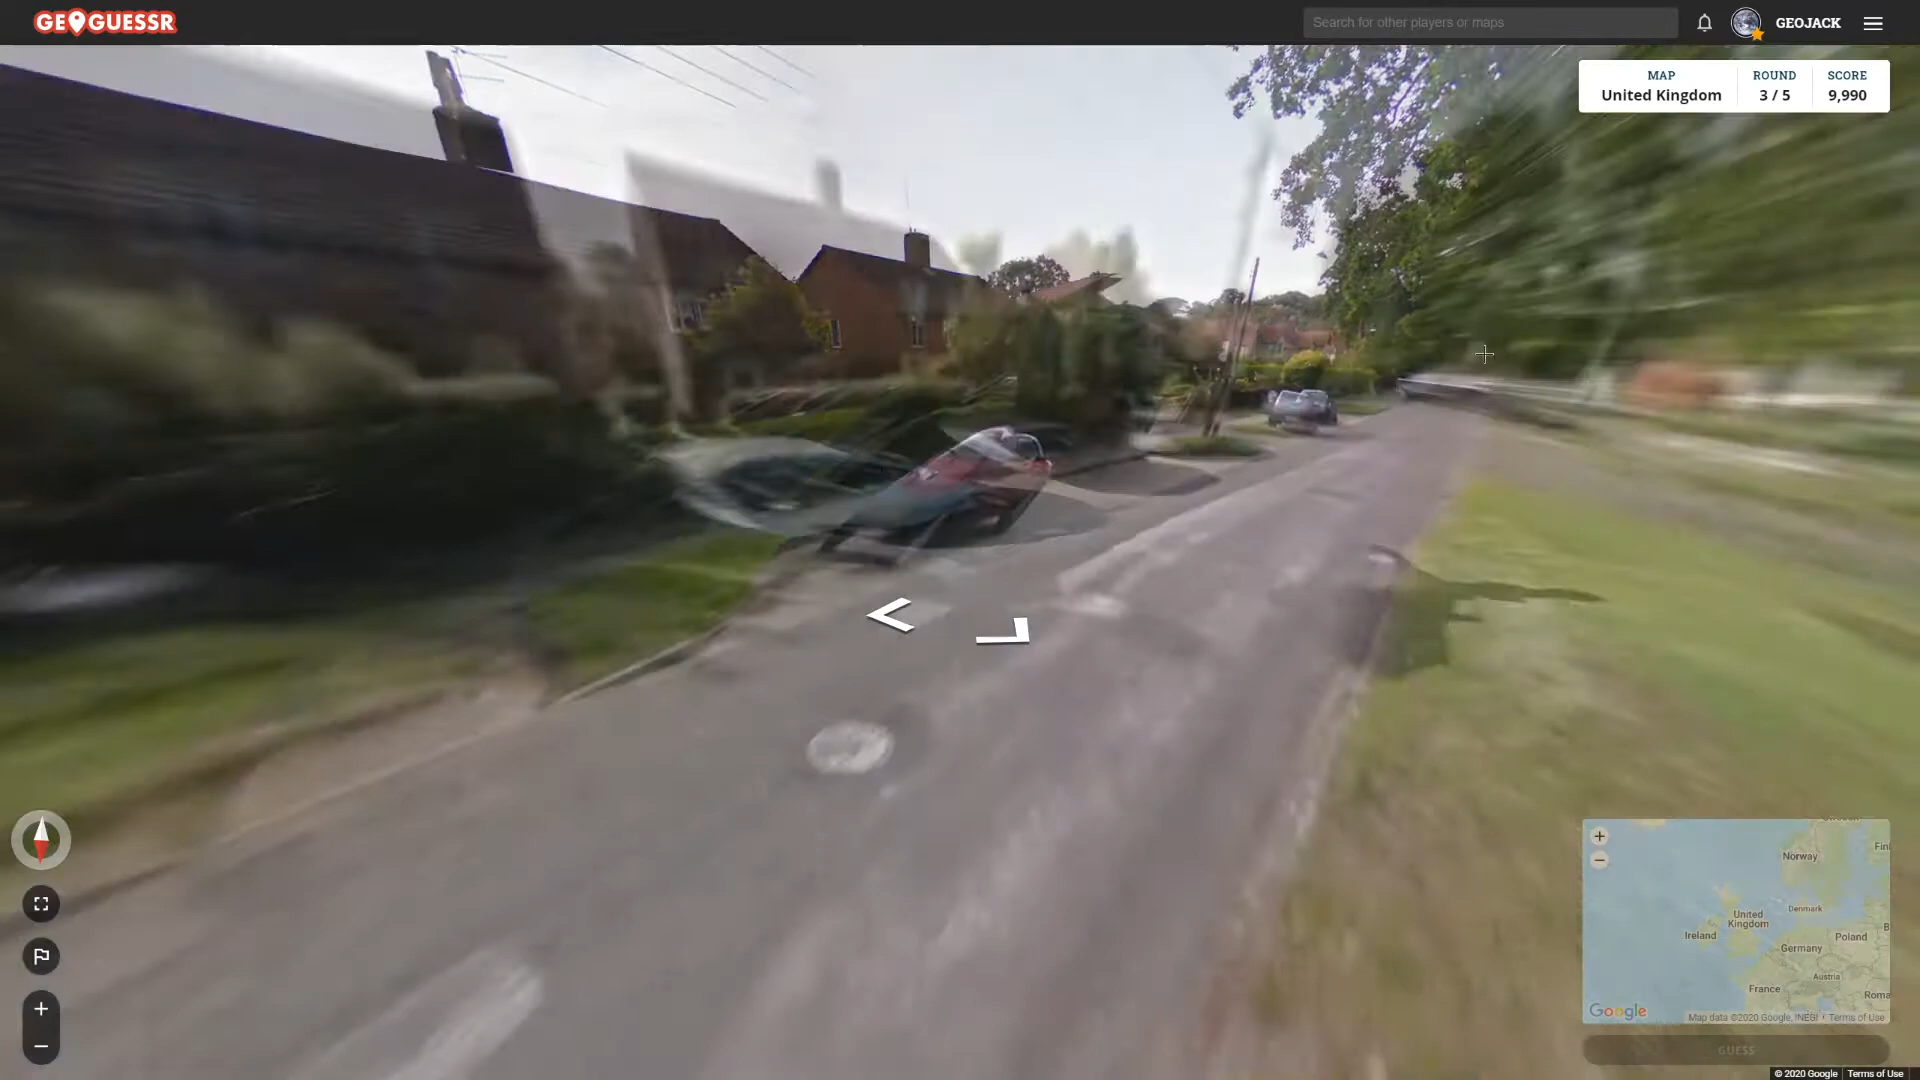 GEOGUESSR
Search for other players or maps
GEOJACK
MAP ROUND SCORE
United Kingdom 3 / 5 9,990
Norway
Denmark
United
Kingdom
Ireland
Poland
Germany
Austria
France
Google
Map data ©2020 Google, INEGI Terms of Use
GUESS
© 2020 Google Terms of Use